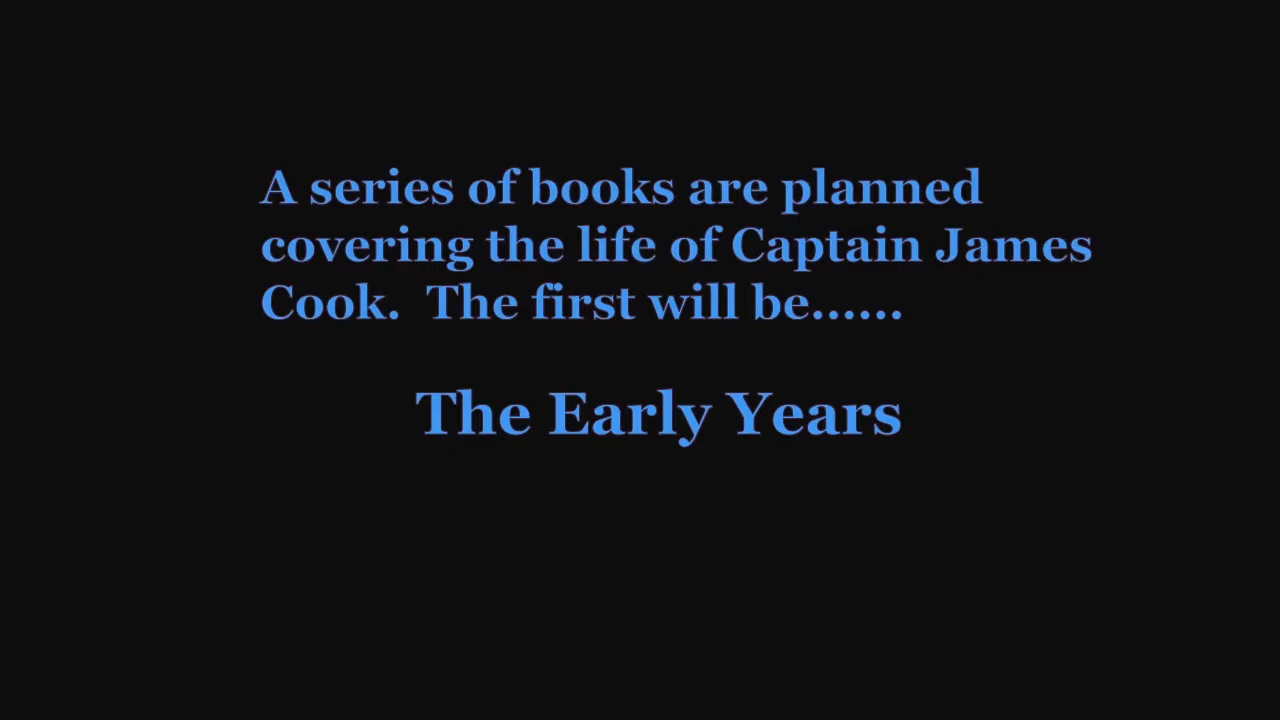 A series of books are planned
covering the life of Captain James
Cook.  The first will be......
The Early Years